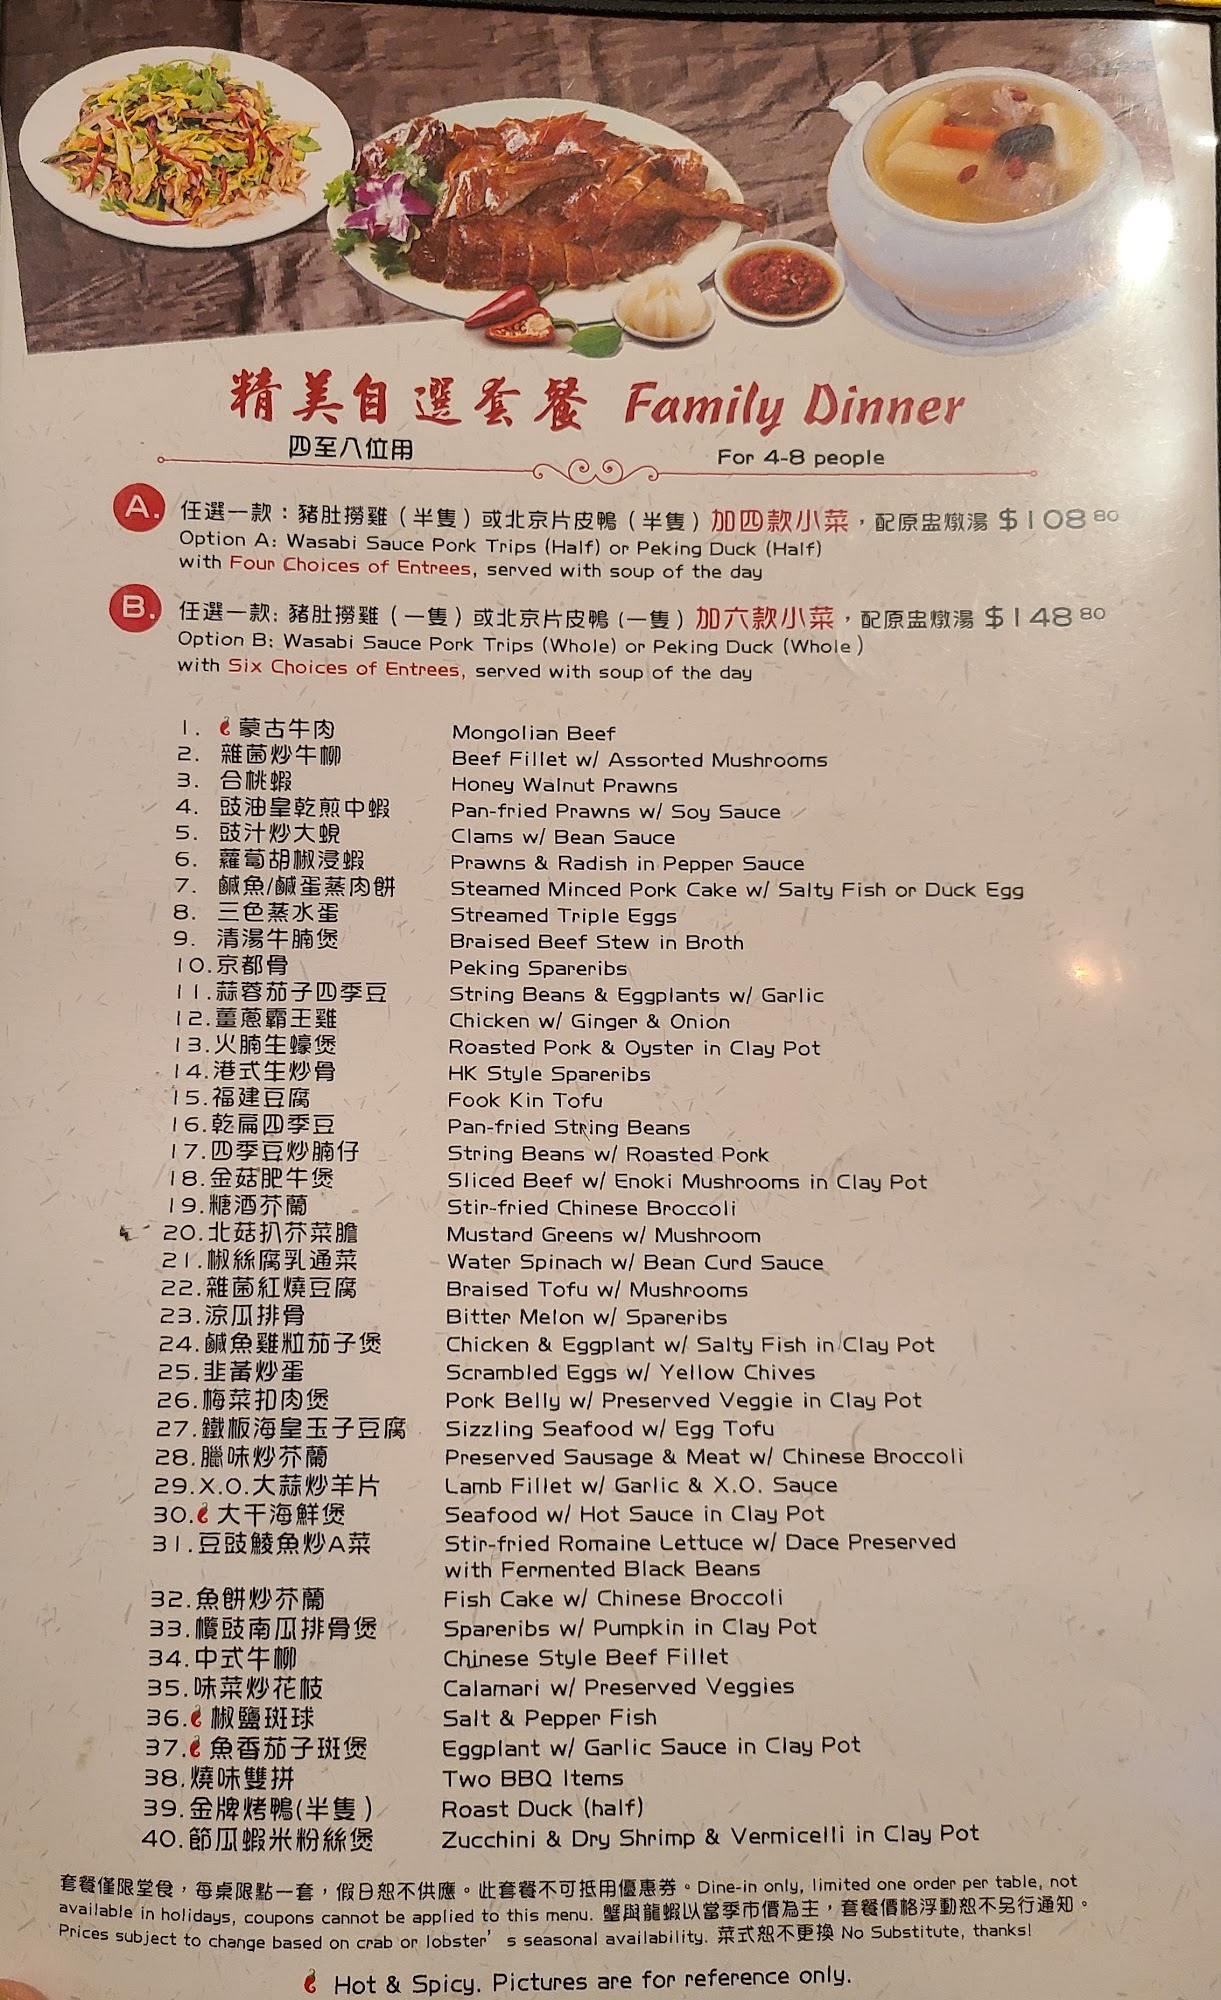 精美自選套餐 Family Dinner
四至八位用 For 4-8 people
A. 任選一款：豬肚撈雞（半隻）或北京片皮鴨（半隻）加四款小菜，配原盅燉湯 $108.80
Option A: Wasabi Sauce Pork Trips (Half) or Peking Duck (Half)
with Four Choices of Entrees, served with soup of the day
B. 任選一款: 豬肚撈雞（一隻）或北京片皮鴨 (一隻) 加六款小菜，配原盅燉湯 $148.80
Option B: Wasabi Sauce Pork Trips (Whole) or Peking Duck (Whole)
with Six Choices of Entrees, served with soup of the day
1. 蒙古牛肉 Mongolian Beef
2. 雜菌炒牛柳 Beef Fillet w/ Assorted Mushrooms
3. 合桃蝦 Honey Walnut Prawns
4. 豉油皇乾煎中蝦 Pan-fried Prawns w/ Soy Sauce
5. 豉汁炒大蜆 Clams w/ Bean Sauce
6. 蘿蔔胡椒浸蝦 Prawns & Radish in Pepper Sauce
7. 鹹魚/鹹蛋蒸肉餅 Steamed Minced Pork Cake w/ Salty Fish or Duck Egg
8. 三色蒸水蛋 Streamed Triple Eggs
9. 清湯牛腩煲 Braised Beef Stew in Broth
10.京都骨 Peking Spareribs
11.蒜蓉茄子四季豆 String Beans & Eggplants w/ Garlic
12.薑蔥霸王雞 Chicken w/ Ginger & Onion
13.火腩生蠔煲 Roasted Pork & Oyster in Clay Pot
14.港式生炒骨 HK Style Spareribs
15.福建豆腐 Fook Kin Tofu
16.乾扁四季豆 Pan-fried String Beans
17.四季豆炒腩仔 String Beans w/ Roasted Pork
18.金菇肥牛煲 Sliced Beef w/ Enoki Mushrooms in Clay Pot
19.糖酒芥蘭 Stir-fried Chinese Broccoli
20.北菇扒芥菜膽 Mustard Greens w/ Mushroom
21.椒絲腐乳通菜 Water Spinach w/ Bean Curd Sauce
22.雜菌紅燒豆腐 Braised Tofu w/ Mushrooms
23.涼瓜排骨 Bitter Melon w/ Spareribs
24.鹹魚雞粒茄子煲 Chicken & Eggplant w/ Salty Fish in Clay Pot
25.韭黃炒蛋 Scrambled Eggs w/ Yellow Chives
26.梅菜扣肉煲 Pork Belly w/ Preserved Veggie in Clay Pot
27.鐵板海皇玉子豆腐 Sizzling Seafood w/ Egg Tofu
28.臘味炒芥蘭 Preserved Sausage & Meat w/ Chinese Broccoli
29.X.O.大蒜炒羊片 Lamb Fillet w/ Garlic & X.O. Sauce
30. 大千海鮮煲 Seafood w/ Hot Sauce in Clay Pot
31.豆豉鯪魚炒A菜 Stir-fried Romaine Lettuce w/ Dace Preserved
with Fermented Black Beans
32.魚餅炒芥蘭 Fish Cake w/ Chinese Broccoli
33.欖豉南瓜排骨煲 Spareribs w/ Pumpkin in Clay Pot
34.中式牛柳 Chinese Style Beef Fillet
35.味菜炒花枝 Calamari w/ Preserved Veggies
36. 椒鹽斑球 Salt & Pepper Fish
37. 魚香茄子斑煲 Eggplant w/ Garlic Sauce in Clay Pot
38.燒味雙拼 Two BBQ Items
39.金牌烤鴨(半隻) Roast Duck (half)
40.節瓜蝦米粉絲煲 Zucchini & Dry Shrimp & Vermicelli in Clay Pot
套餐僅限堂食，每桌限點一套，假日恕不供應。此套餐不可抵用優惠券。Dine-in only, limited one order per table, not
available in holidays, coupons cannot be applied to this menu. 蟹與龍蝦以當季市價為主，套餐價格浮動恕不另行通知。
Prices subject to change based on crab or lobster's seasonal availability. 菜式恕不更換 No Substitute, thanks!
Hot & Spicy. Pictures are for reference only.